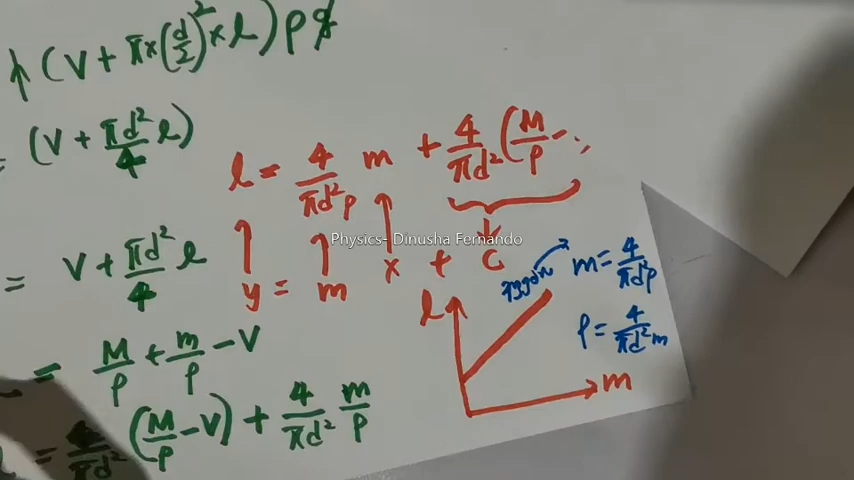 (V + π×(d/2)²×l) ρ g
(V + πd²/4 l)
l = 4/πd²ρ m + 4/πd² (M/ρ -
Physics- Dinusha Fernando
= V + πd²/4 l
y = m x + c
m = 4/πd²ρ
ρ = 4/πd²m
l
m
= M/ρ + m/ρ - V
= 4/πd² (M/ρ - V) + 4/πd² m/ρ